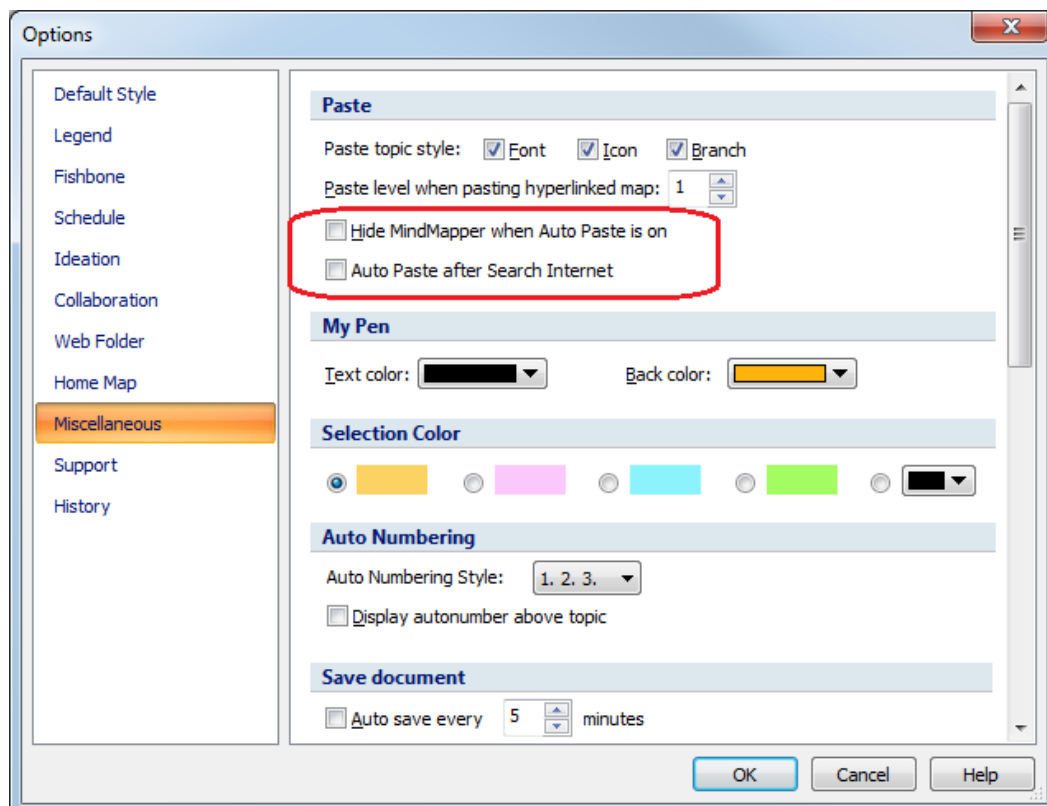 Options
Default Style
Legend
Fishbone
Schedule
Ideation
Collaboration
Web Folder
Home Map
Miscellaneous
Support
History
Paste
Paste topic style: Font Icon Branch
Paste level when pasting hyperlinked map: 1
Hide MindMapper when Auto Paste is on
Auto Paste after Search Internet
My Pen
Text color: Back color:
Selection Color
Auto Numbering
Auto Numbering Style: 1. 2. 3.
Display autonumber above topic
Save document
Auto save every 5 minutes
OK Cancel Help